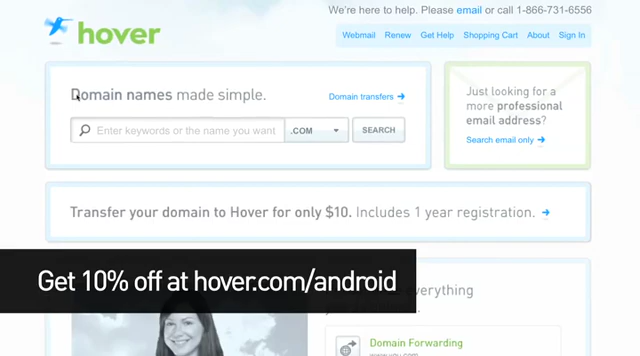 We're here to help. Please email or call 1-866-731-6556
hover
Webmail Renew Get Help Shopping Cart About Sign In
Domain names made simple.
Domain transfers
Enter keywords or the name you want
.COM
SEARCH
Just looking for a
more professional
email address?
Search email only
Transfer your domain to Hover for only $10. Includes 1 year registration.
Get 10% off at hover.com/android
everything
Domain Forwarding